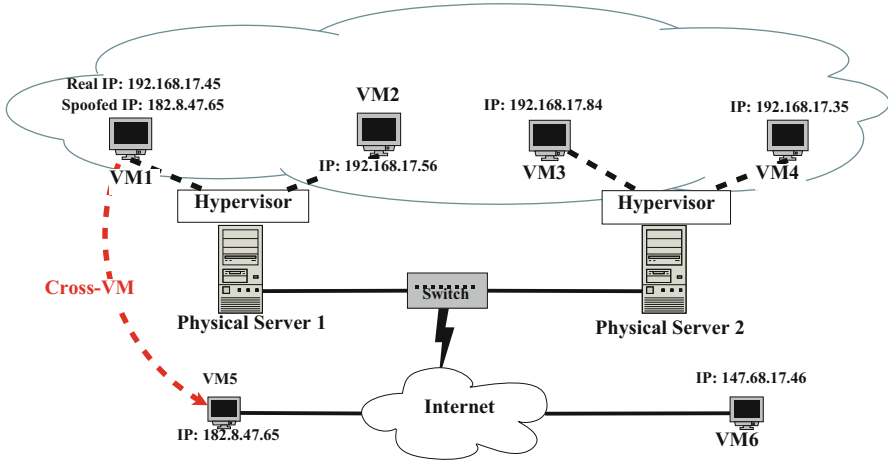 Real IP: 192.168.17.45
Spoofed IP: 182.8.47.65
VM1
VM2
IP: 192.168.17.56
IP: 192.168.17.84
VM3
IP: 192.168.17.35
VM4
Hypervisor
Hypervisor
Cross-VM
Switch
Physical Server 1
Physical Server 2
VM5
IP: 182.8.47.65
Internet
IP: 147.68.17.46
VM6